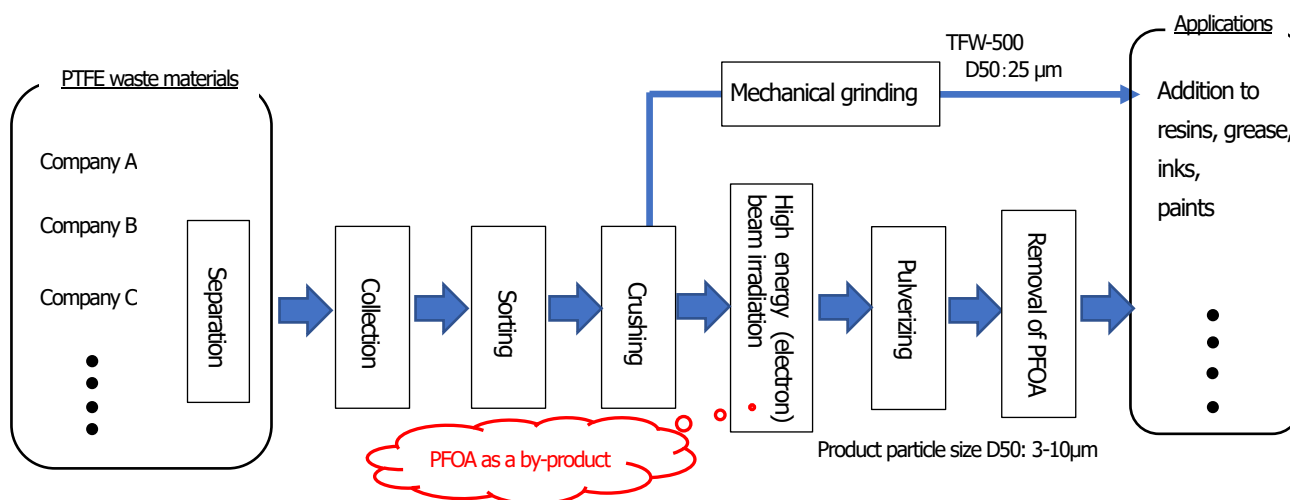 PTFE waste materials
Company A
Company B
Company C
Separation
Collection
Sorting
Crushing
Mechanical grinding
TFW-500
D50:25 μm
High energy (electron)
beam irradiation
PFOA as a by-product
Pulverizing
Removal of PFOA
Product particle size D50: 3-10μm
Applications
Addition to
resins, grease,
inks,
paints